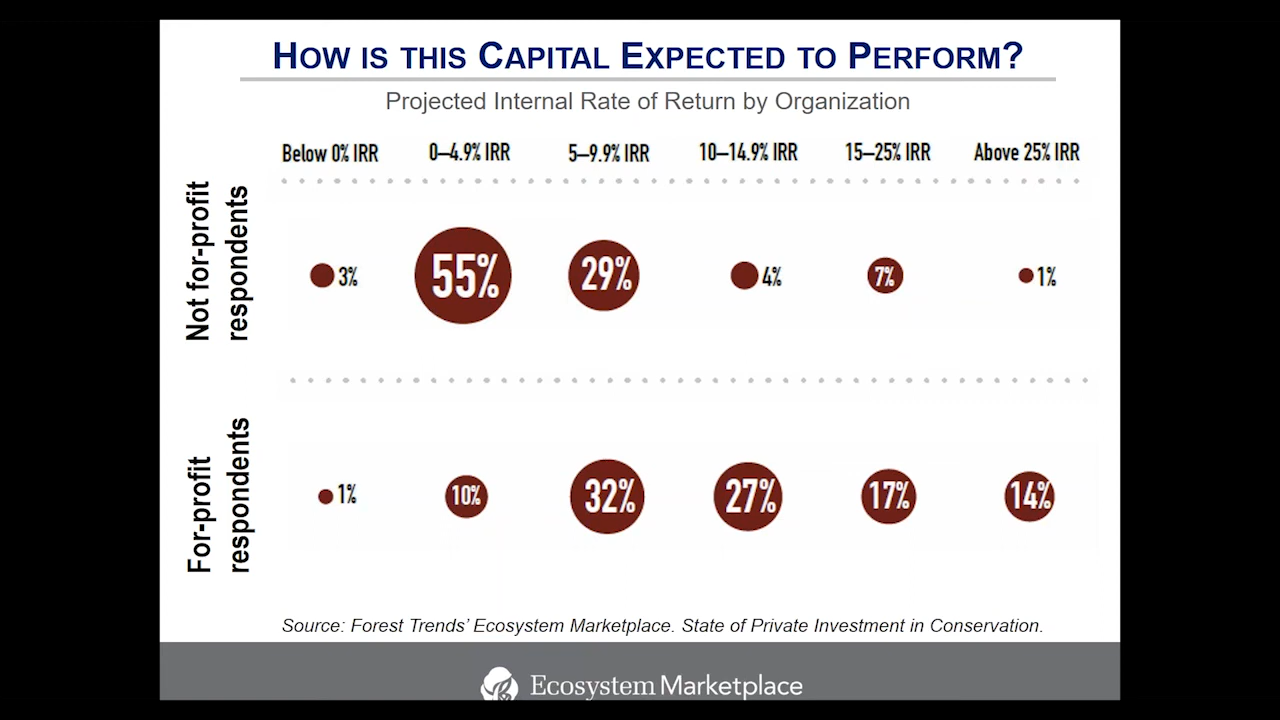 HOW IS THIS CAPITAL EXPECTED TO PERFORM?
Projected Internal Rate of Return by Organization
Below 0% IRR 0–4.9% IRR 5–9.9% IRR 10–14.9% IRR 15–25% IRR Above 25% IRR
Not for-profit
respondents
3% 55% 29% 4% 7% 1%
For-profit
respondents
1% 10% 32% 27% 17% 14%
Source: Forest Trends’ Ecosystem Marketplace. State of Private Investment in Conservation.
Ecosystem Marketplace